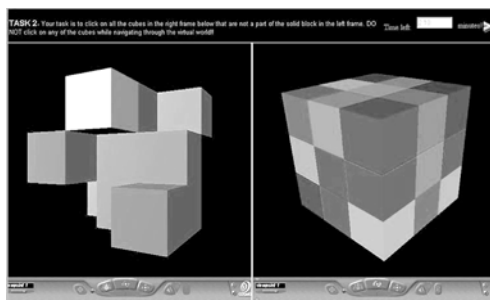 TASK 2. Your task is to click on all the cubes in the right frame below that are not a part of the solid block in the left frame. DO
NOT click on any of the cubes while navigating through the virtual world!!
Time left: minutes!